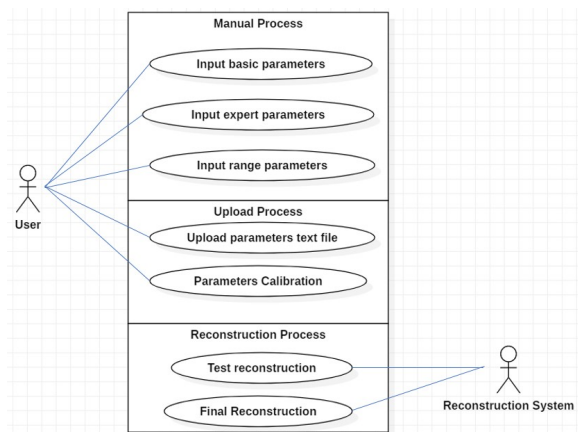 Manual Process
Input basic parameters
Input expert parameters
Input range parameters
User
Upload Process
Upload parameters text file
Parameters Calibration
Reconstruction Process
Test reconstruction
Final Reconstruction
Reconstruction System